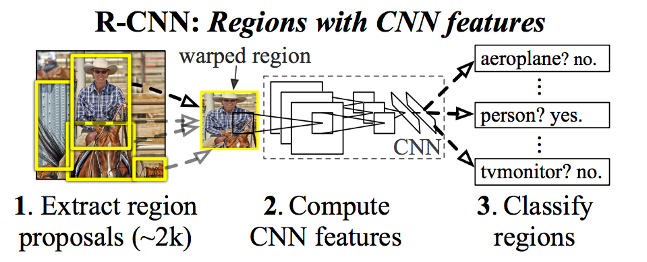 R-CNN: Regions with CNN features
warped region
aeroplane? no.
person? yes.
CNN
tvmonitor? no.
1. Extract region
proposals (~2k)
2. Compute
CNN features
3. Classify
regions